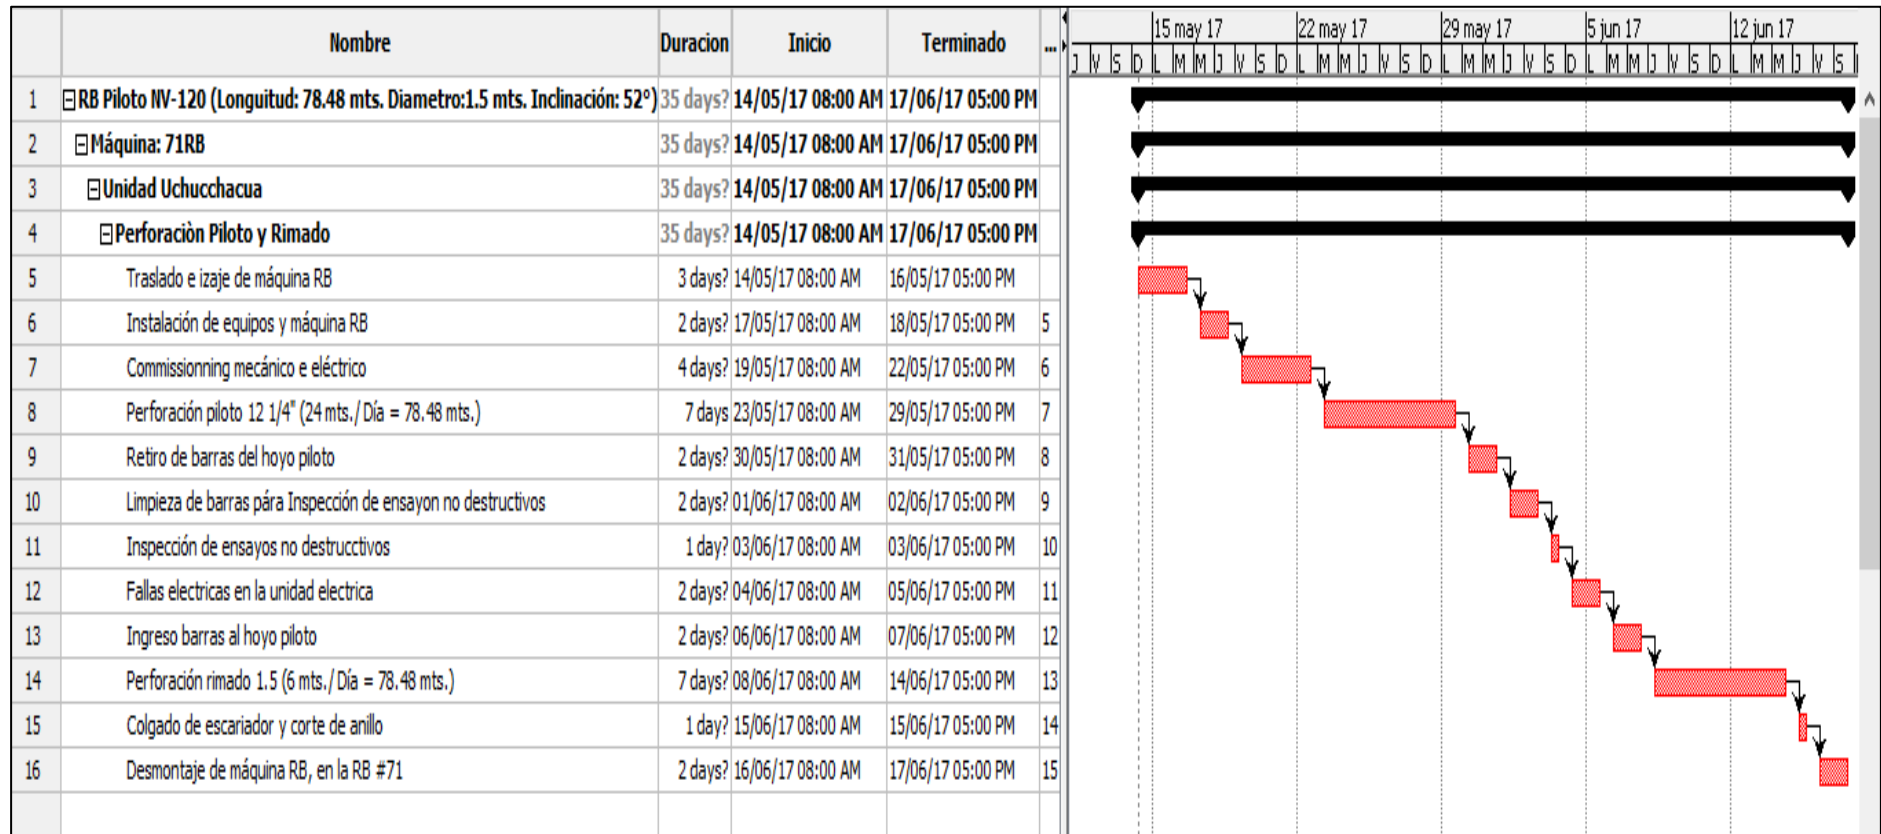 Nombre Duracion Inicio Terminado ...
15 may 17 22 may 17 29 may 17 5 jun 17 12 jun 17
J V S D L M M J V S D L M M J V S D L M M J V S D L M M J V S D L M M J V S
1 RB Piloto NV-120 (Longuitud: 78.48 mts. Diametro:1.5 mts. Inclinación: 52°) 35 days? 14/05/17 08:00 AM 17/06/17 05:00 PM
2 Máquina: 71RB 35 days? 14/05/17 08:00 AM 17/06/17 05:00 PM
3 Unidad Uchucchacua 35 days? 14/05/17 08:00 AM 17/06/17 05:00 PM
4 Perforaciòn Piloto y Rimado 35 days? 14/05/17 08:00 AM 17/06/17 05:00 PM
5 Traslado e izaje de máquina RB 3 days? 14/05/17 08:00 AM 16/05/17 05:00 PM
6 Instalación de equipos y máquina RB 2 days? 17/05/17 08:00 AM 18/05/17 05:00 PM 5
7 Commissionning mecánico e eléctrico 4 days? 19/05/17 08:00 AM 22/05/17 05:00 PM 6
8 Perforación piloto 12 1/4" (24 mts./ Día = 78.48 mts.) 7 days 23/05/17 08:00 AM 29/05/17 05:00 PM 7
9 Retiro de barras del hoyo piloto 2 days? 30/05/17 08:00 AM 31/05/17 05:00 PM 8
10 Limpieza de barras pára Inspección de ensayon no destructivos 2 days? 01/06/17 08:00 AM 02/06/17 05:00 PM 9
11 Inspección de ensayos no destrucctivos 1 day? 03/06/17 08:00 AM 03/06/17 05:00 PM 10
12 Fallas electricas en la unidad electrica 2 days? 04/06/17 08:00 AM 05/06/17 05:00 PM 11
13 Ingreso barras al hoyo piloto 2 days? 06/06/17 08:00 AM 07/06/17 05:00 PM 12
14 Perforación rimado 1.5 (6 mts./ Día = 78.48 mts.) 7 days? 08/06/17 08:00 AM 14/06/17 05:00 PM 13
15 Colgado de escariador y corte de anillo 1 day? 15/06/17 08:00 AM 15/06/17 05:00 PM 14
16 Desmontaje de máquina RB, en la RB #71 2 days? 16/06/17 08:00 AM 17/06/17 05:00 PM 15